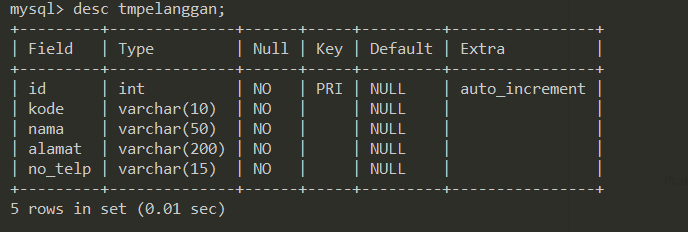 mysql> desc tmpelanggan;
+---------+--------------+------+-----+---------+----------------+
| Field   | Type         | Null | Key | Default | Extra          |
+---------+--------------+------+-----+---------+----------------+
| id      | int          | NO   | PRI | NULL    | auto_increment |
| kode    | varchar(10)  | NO   |     | NULL    |                |
| nama    | varchar(50)  | NO   |     | NULL    |                |
| alamat  | varchar(200) | NO   |     | NULL    |                |
| no_telp | varchar(15)  | NO   |     | NULL    |                |
+---------+--------------+------+-----+---------+----------------+
5 rows in set (0.01 sec)